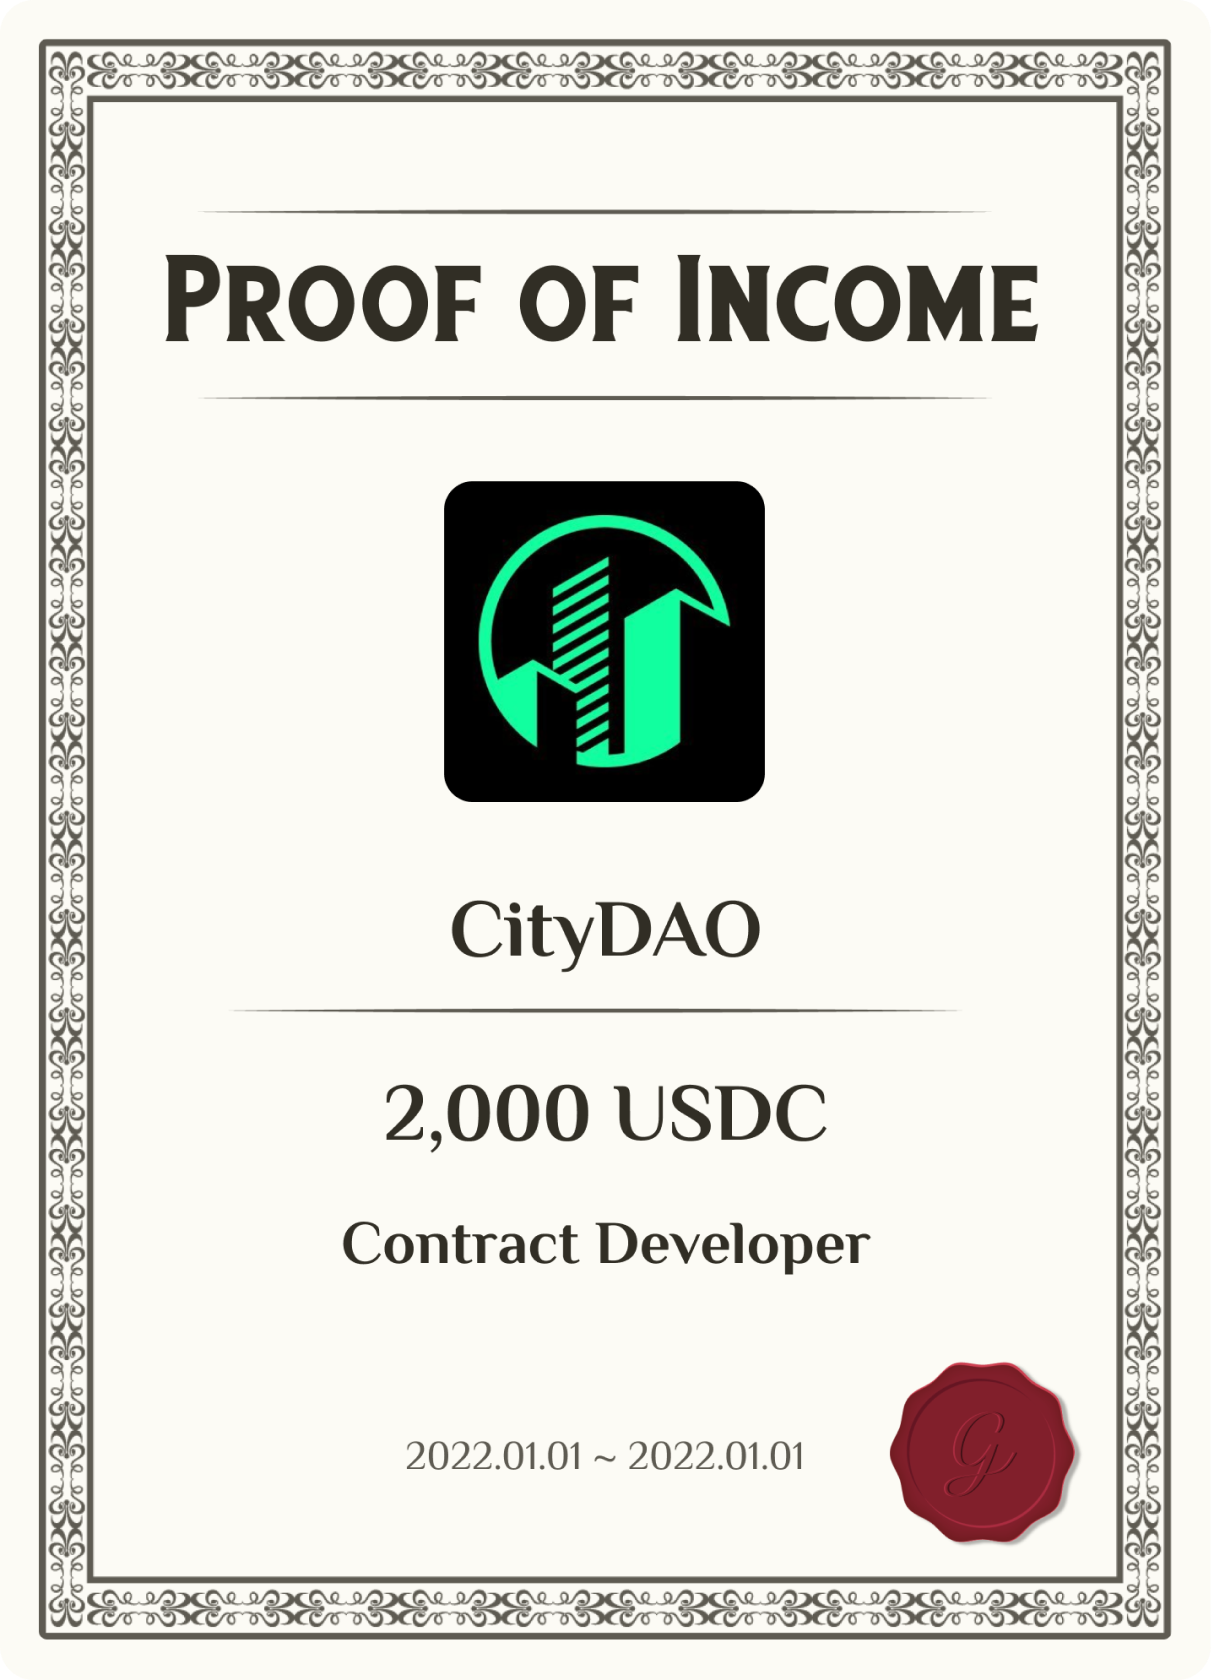 PROOF OF INCOME
CityDAO
2,000 USDC
Contract Developer
2022.01.01 ~ 2022.01.01
G